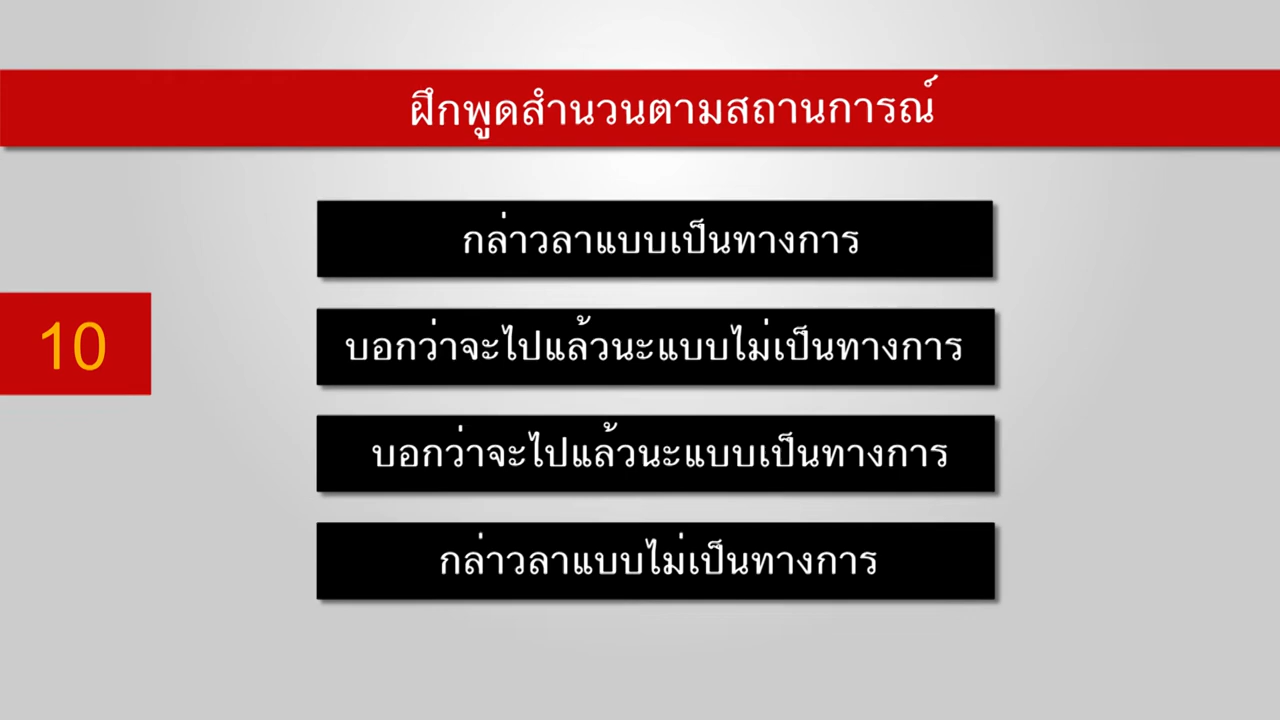 ฝึกพูดสำนวนตามสถานการณ์
กล่าวลาแบบเป็นทางการ
10
บอกว่าจะไปแล้วนะแบบไม่เป็นทางการ
บอกว่าจะไปแล้วนะแบบเป็นทางการ
กล่าวลาแบบไม่เป็นทางการ